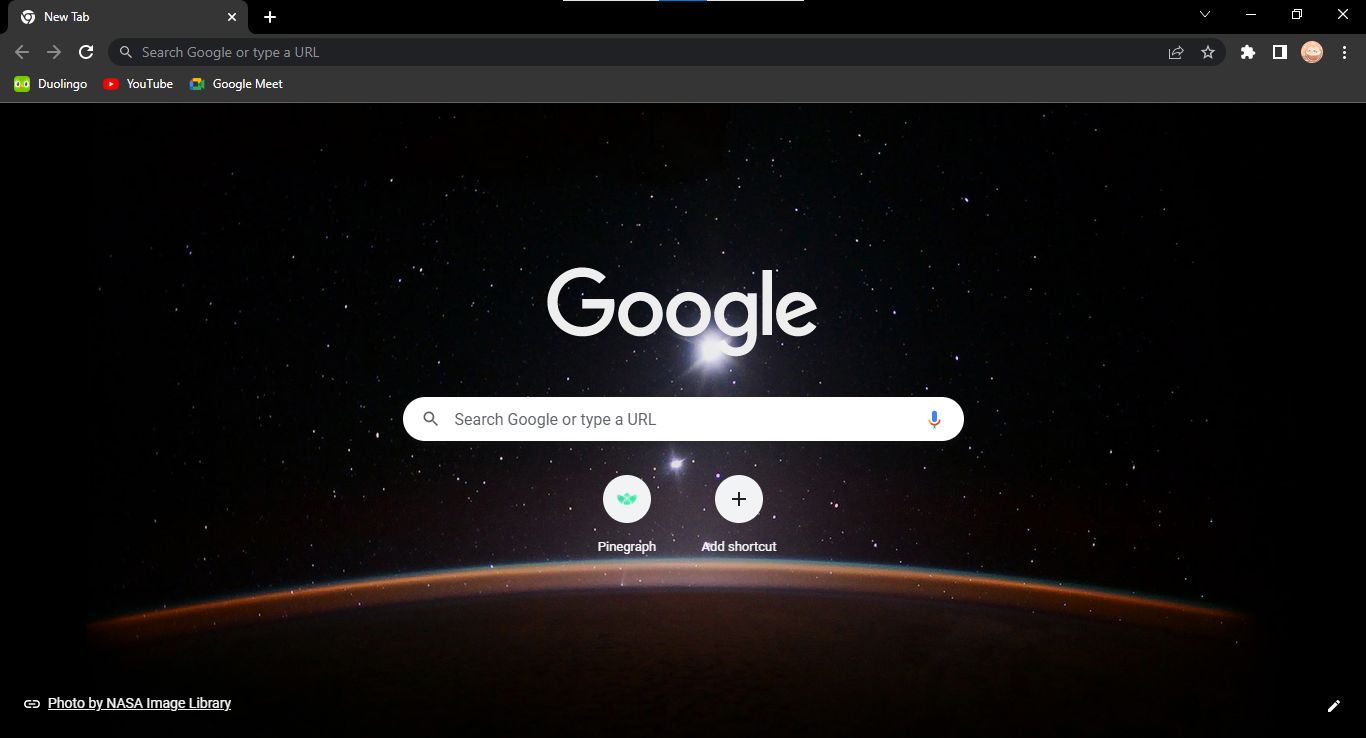 New Tab
Search Google or type a URL
Duolingo YouTube Google Meet
Google
Search Google or type a URL
Pinegraph Add shortcut
Photo by NASA Image Library